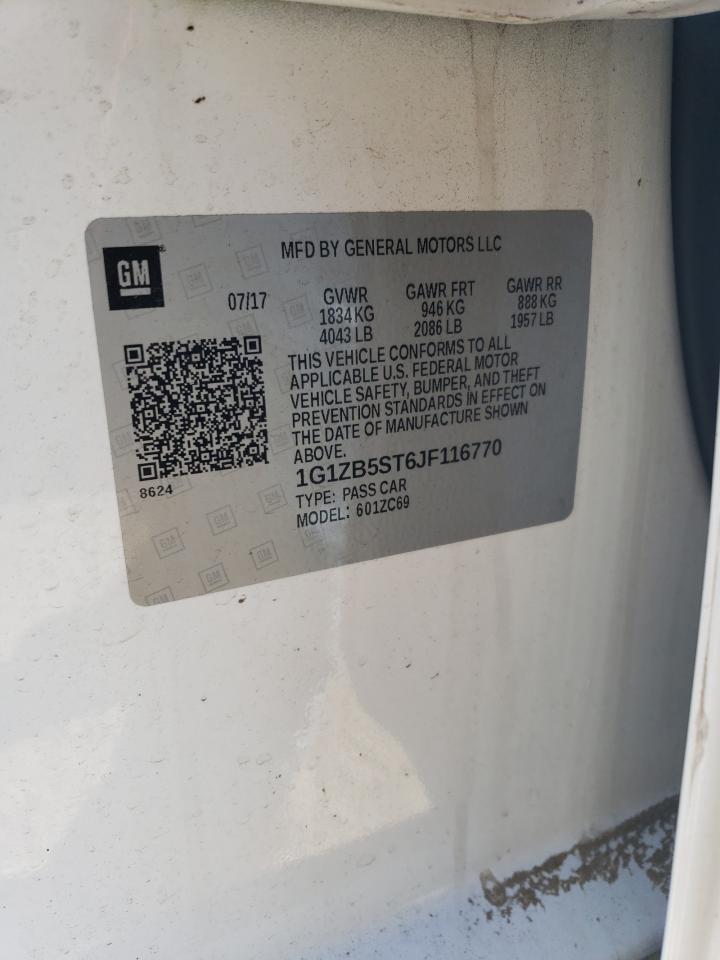 GM
MFD BY GENERAL MOTORS LLC
07/17
GVWR
1834 KG
4043 LB
GAWR FRT
946 KG
2086 LB
GAWR RR
888 KG
1957 LB
THIS VEHICLE CONFORMS TO ALL
APPLICABLE U.S. FEDERAL MOTOR
VEHICLE SAFETY, BUMPER, AND THEFT
PREVENTION STANDARDS IN EFFECT ON
THE DATE OF MANUFACTURE SHOWN
ABOVE.
8624
1G1ZB5ST6JF116770
TYPE: PASS CAR
MODEL: 601ZC69